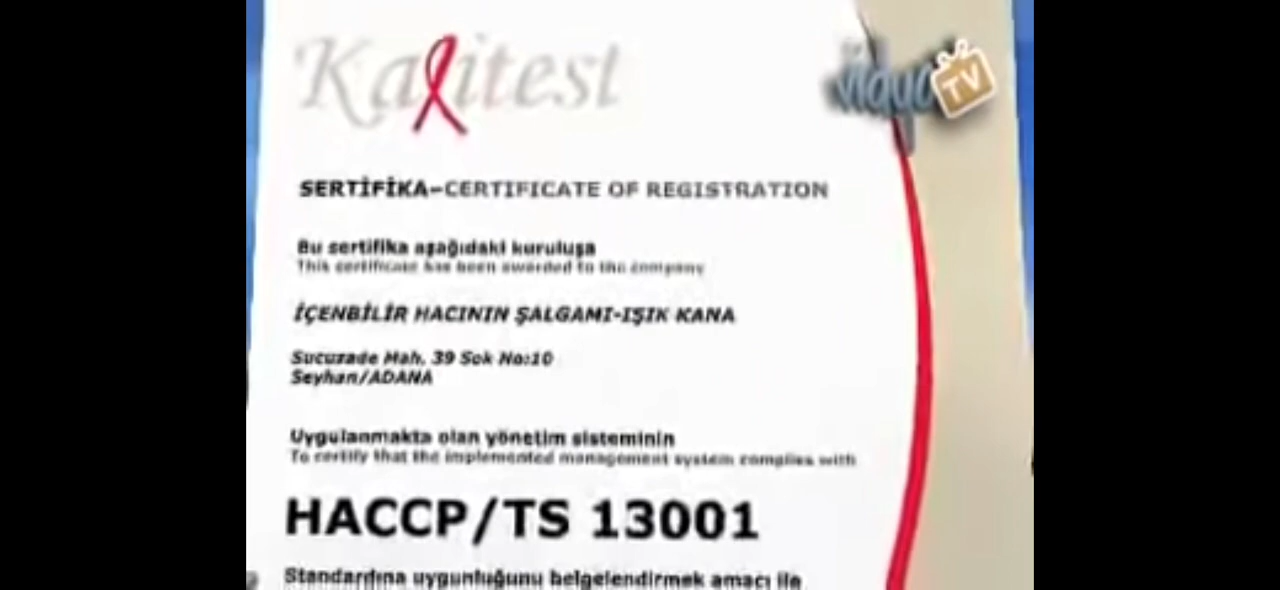 Kalitest
vidyo TV
SERTİFİKA-CERTIFICATE OF REGISTRATION
Bu sertifika aşağıdaki kuruluşa
This certificate has been awarded to the company
İÇENBİLİR HACININ ŞALGAMI-IŞIK KANA
Sucuzade Mah. 39 Sok No:10
Seyhan/ADANA
Uygulanmakta olan yönetim sisteminin
To certify that the implemented management system complies with
HACCP/TS 13001
Standardına uygunluğunu belgelendirmek amacı ile